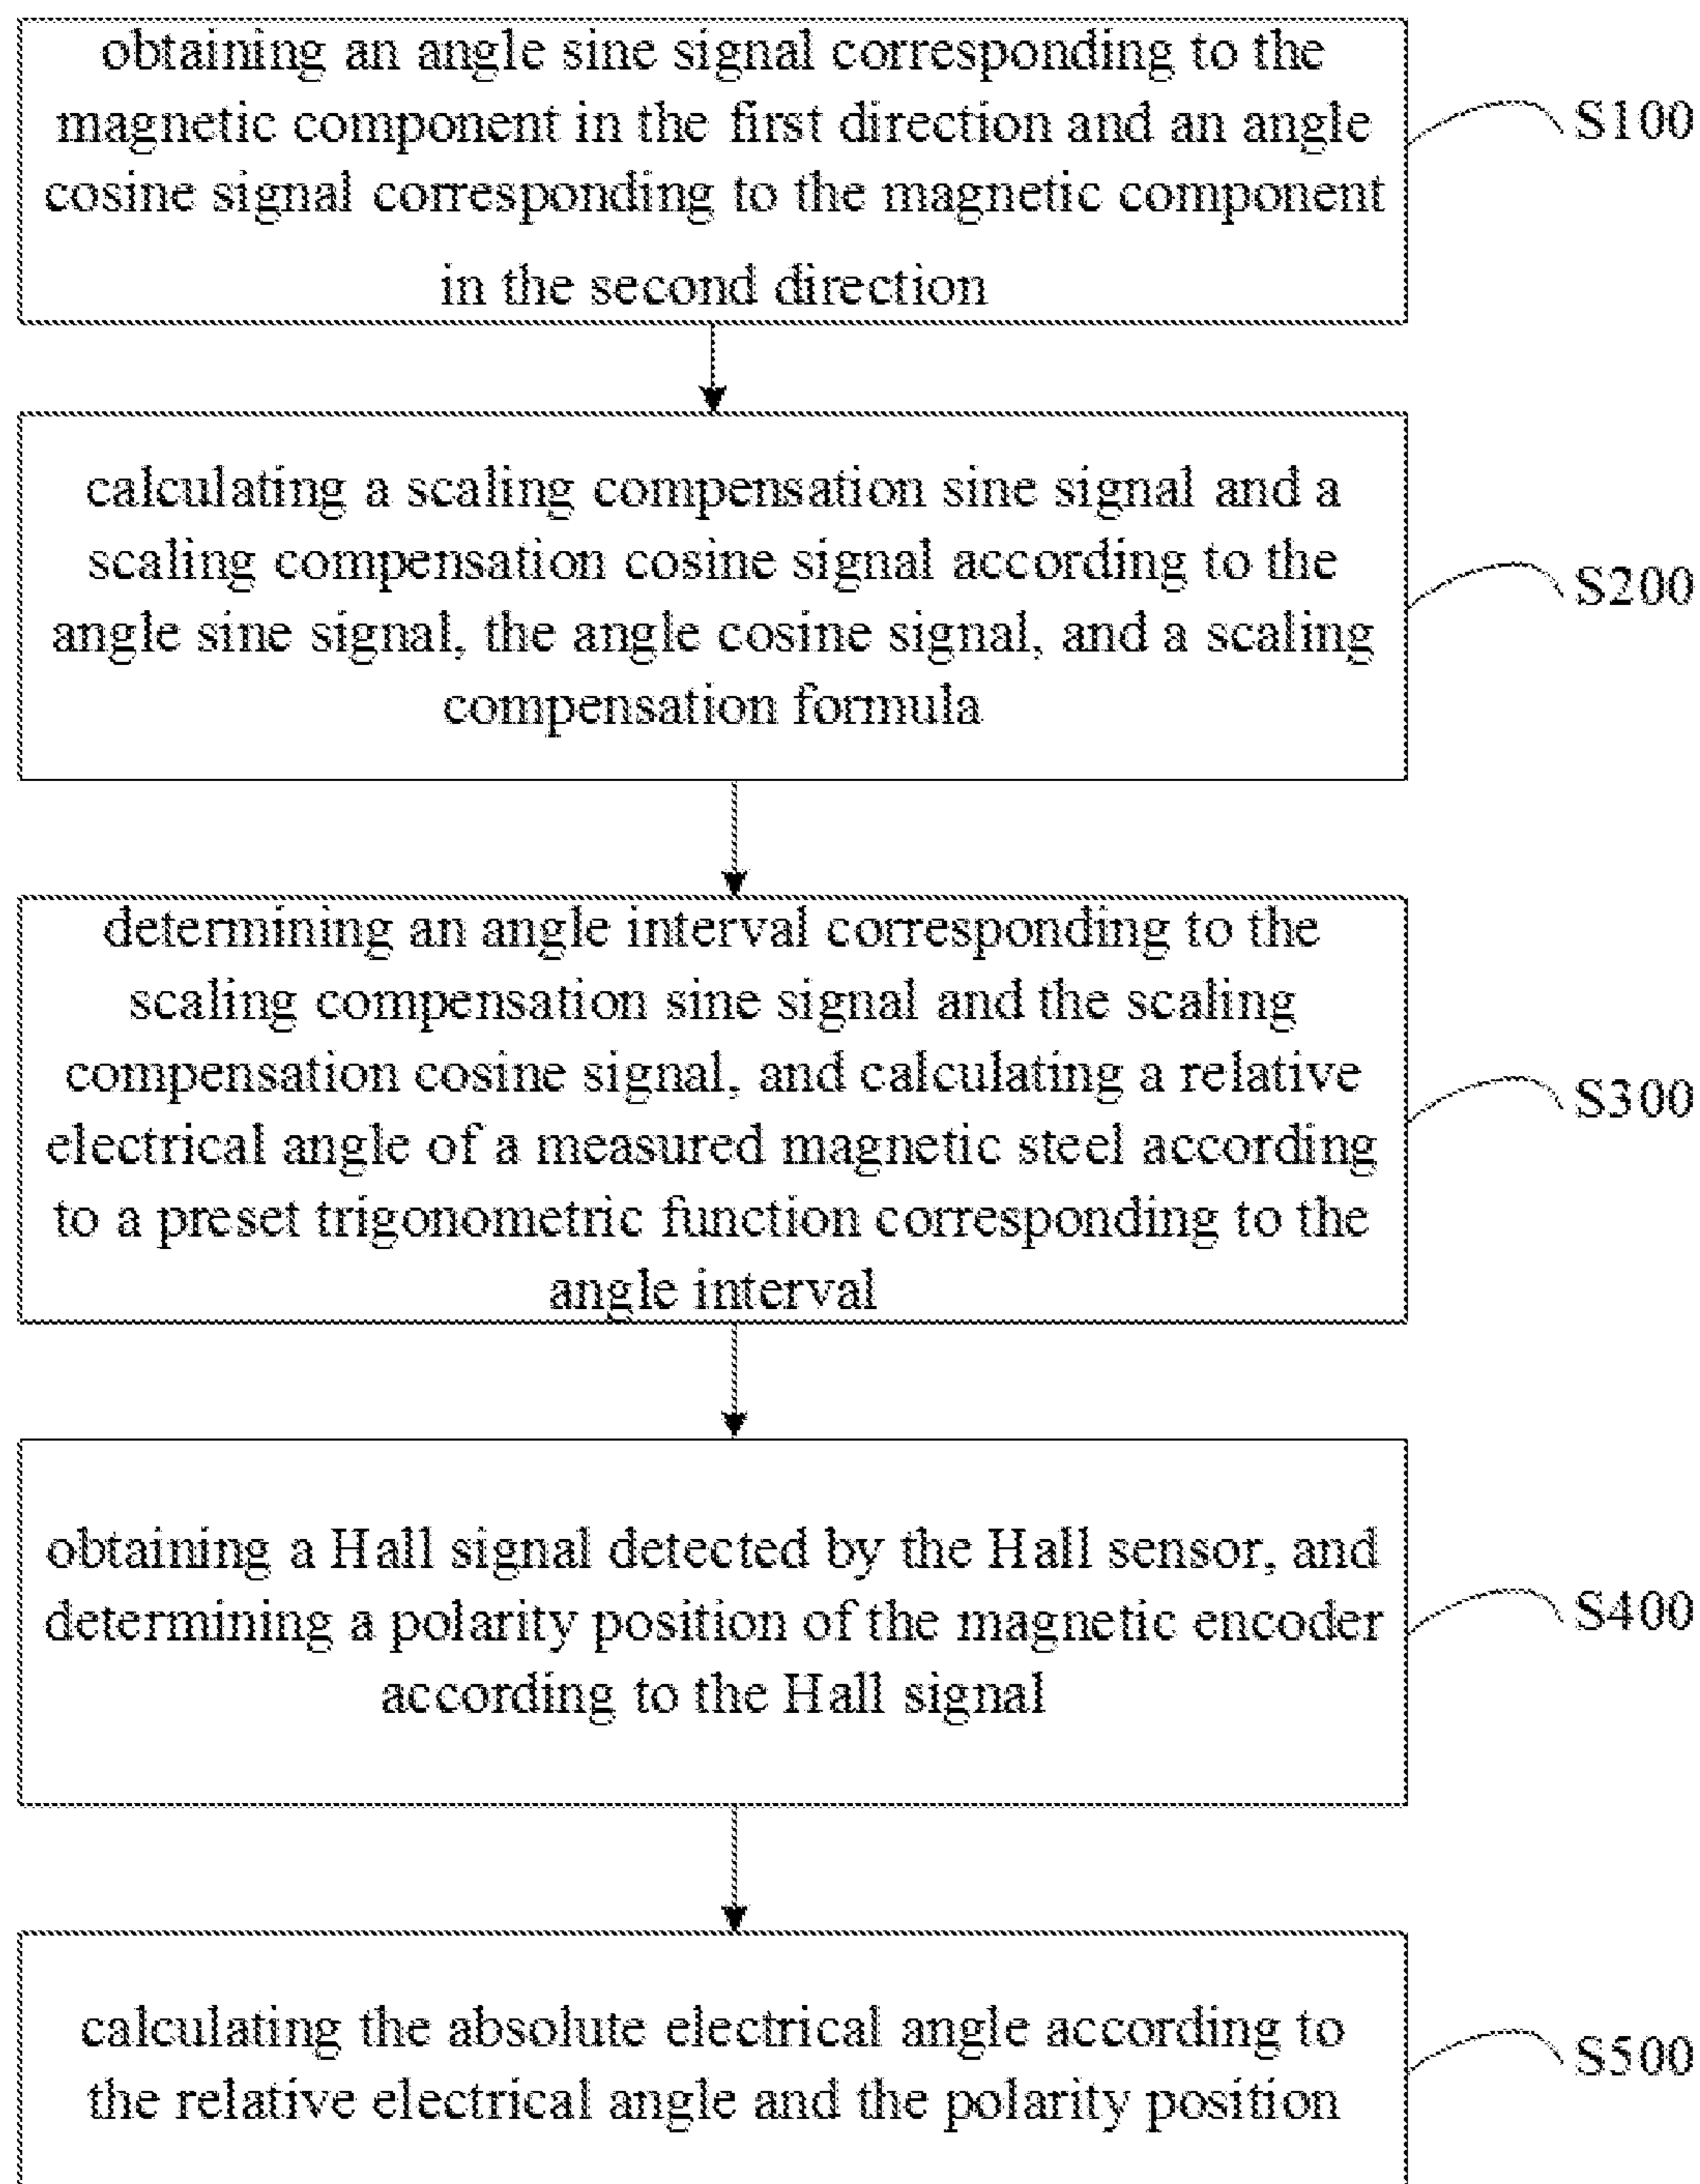 obtaining an angle sine signal corresponding to the
magnetic component in the first direction and an angle
cosine signal corresponding to the magnetic component
in the second direction
S100
calculating a scaling compensation sine signal and a
scaling compensation cosine signal according to the
angle sine signal, the angle cosine signal, and a scaling
compensation formula
S200
determining an angle interval corresponding to the
scaling compensation sine signal and the scaling
compensation cosine signal, and calculating a relative
electrical angle of a measured magnetic steel according
to a preset trigonometric function corresponding to the
angle interval
S300
obtaining a Hall signal detected by the Hall sensor, and
determining a polarity position of the magnetic encoder
according to the Hall signal
S400
calculating the absolute electrical angle according to
the relative electrical angle and the polarity position
S500